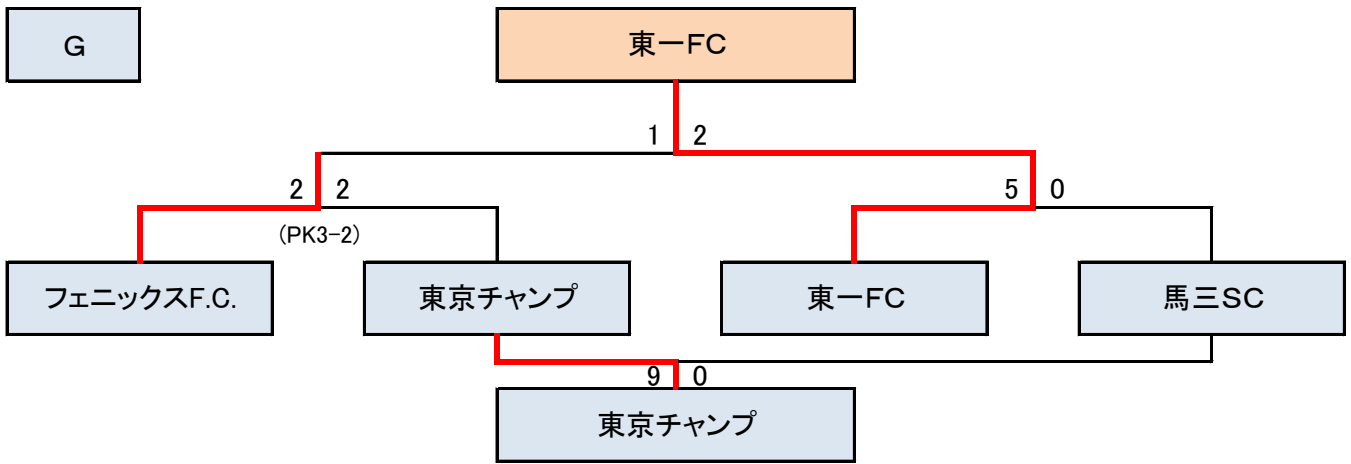 G
東一FC
1 2
2 2
5 0
(PK3-2)
フェニックスF.C.
東京チャンプ
東一FC
馬三SC
9 0
東京チャンプ